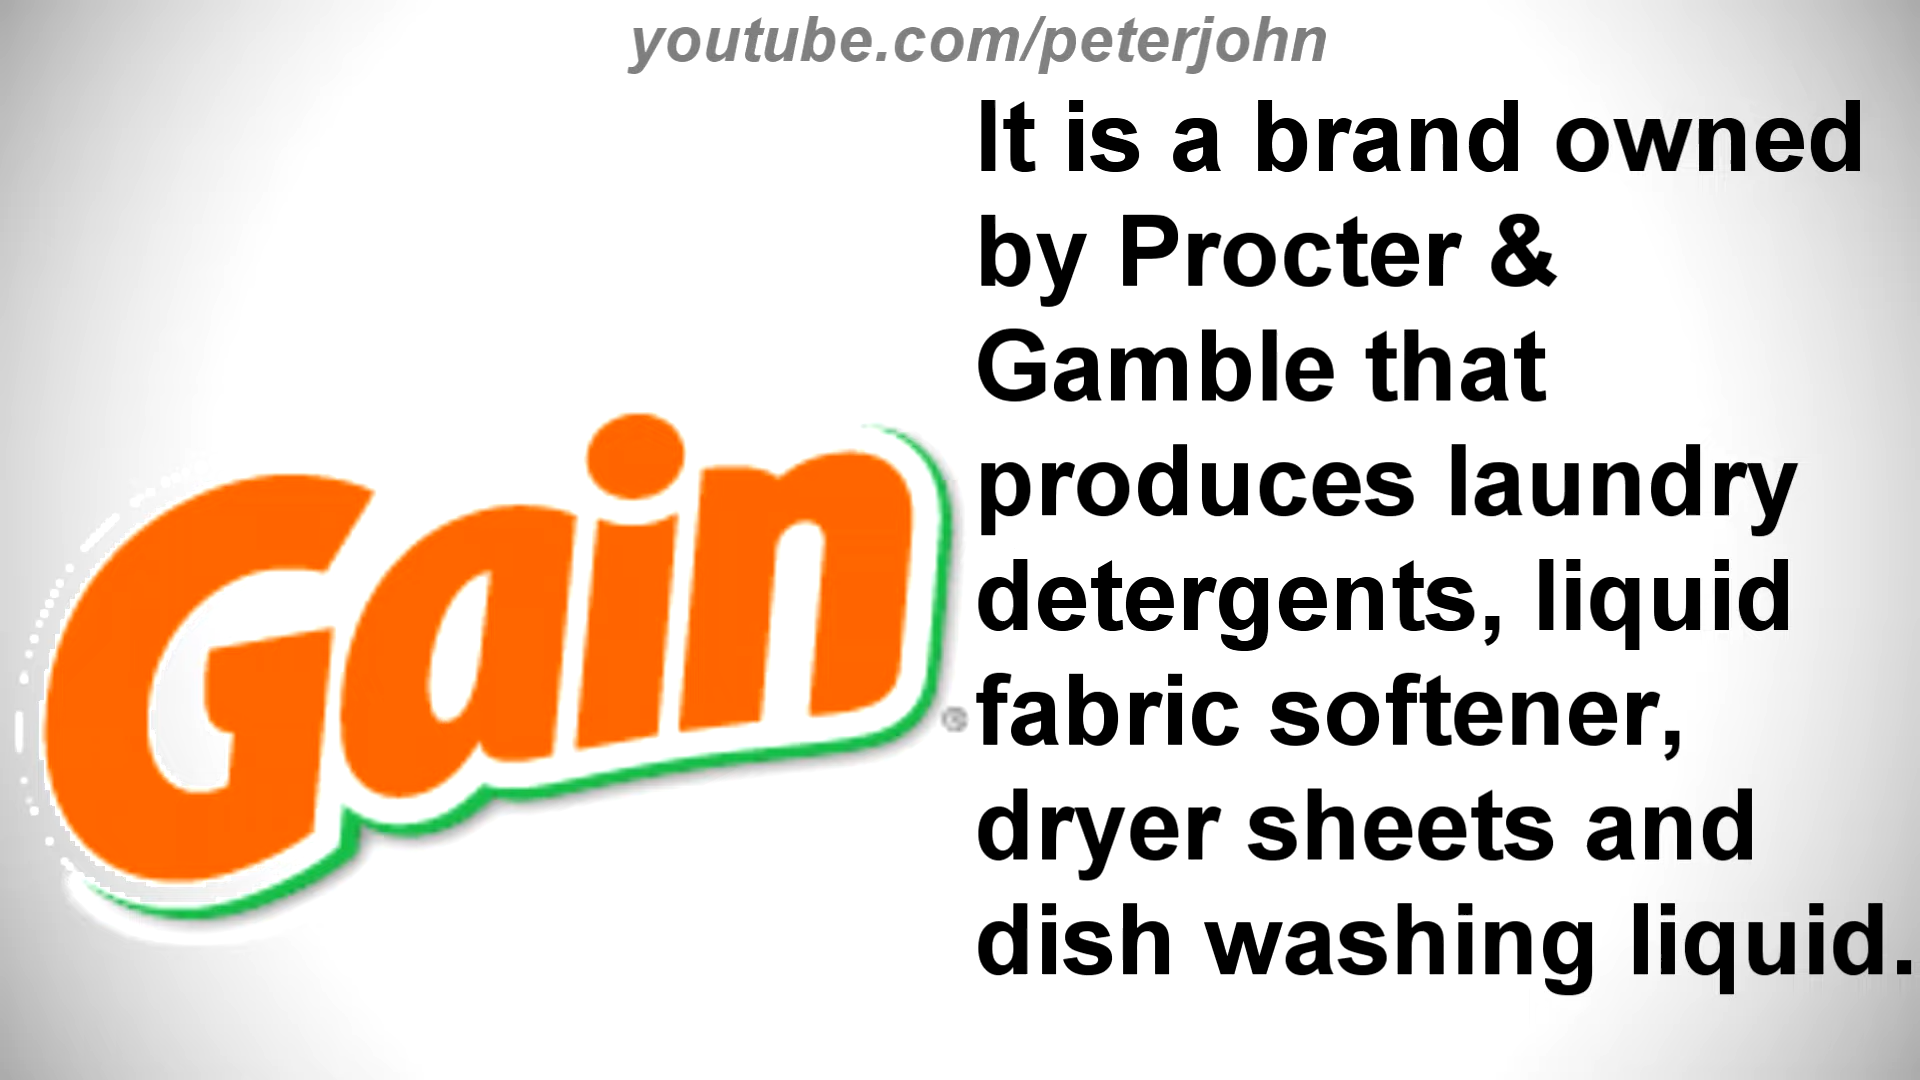 youtube.com/peterjohn
Gain
®
It is a brand owned
by Procter &
Gamble that
produces laundry
detergents, liquid
fabric softener,
dryer sheets and
dish washing liquid.